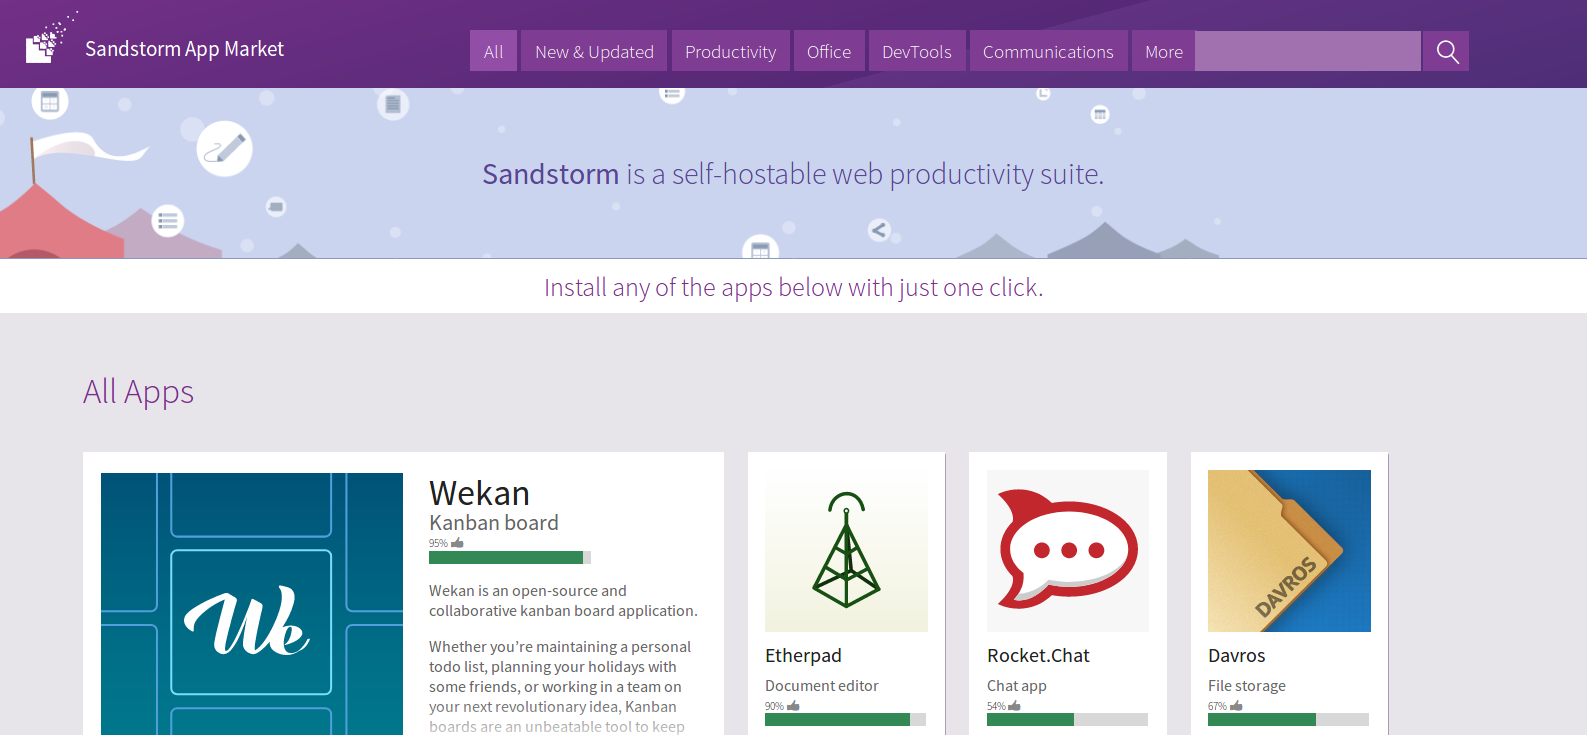 Sandstorm App Market
All
New & Updated
Productivity
Office
DevTools
Communications
More
Sandstorm is a self-hostable web productivity suite.
Install any of the apps below with just one click.
All Apps
We
Wekan
Kanban board
95%
Wekan is an open-source and
collaborative kanban board application.
Whether you’re maintaining a personal
todo list, planning your holidays with
some friends, or working in a team on
your next revolutionary idea, Kanban
boards are an unbeatable tool to keep
Etherpad
Document editor
90%
Rocket.Chat
Chat app
54%
DAVROS
Davros
File storage
67%